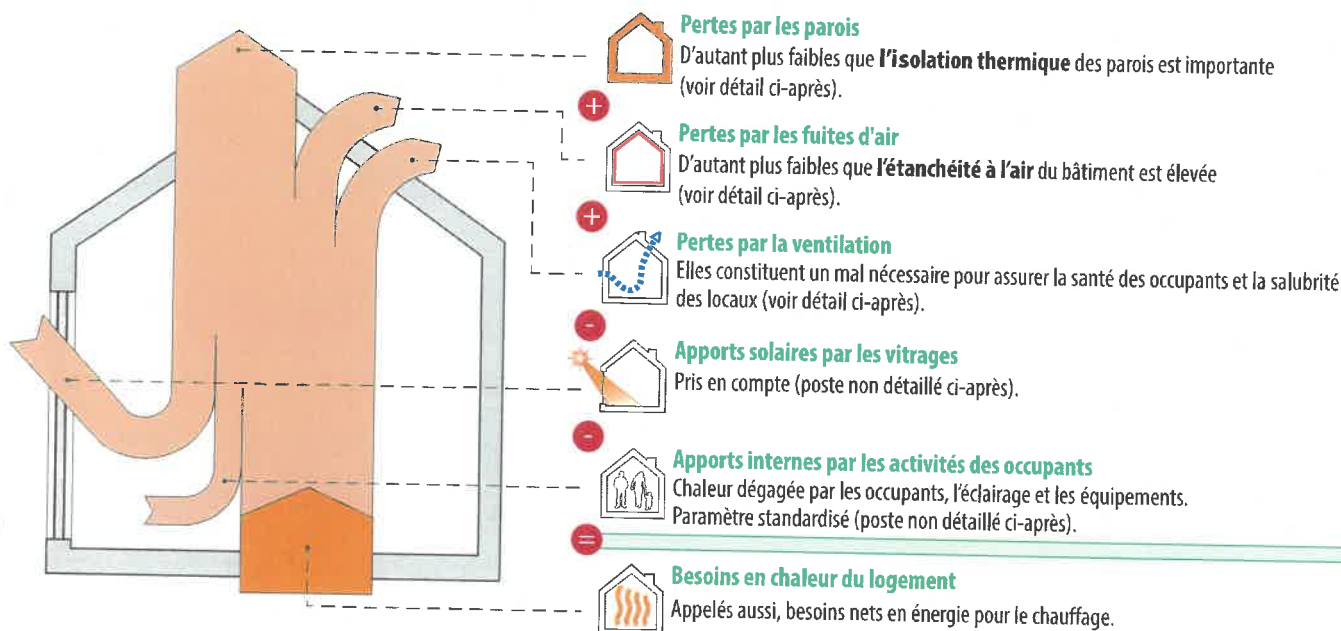 Pertes par les parois
D'autant plus faibles que l'isolation thermique des parois est importante
(voir détail ci-après).
+
Pertes par les fuites d'air
D'autant plus faibles que l'étanchéité à l'air du bâtiment est élevée
(voir détail ci-après).
+
Pertes par la ventilation
Elles constituent un mal nécessaire pour assurer la santé des occupants et la salubrité
des locaux (voir détail ci-après).
-
Apports solaires par les vitrages
Pris en compte (poste non détaillé ci-après).
-
Apports internes par les activités des occupants
Chaleur dégagée par les occupants, l'éclairage et les équipements.
Paramètre standardisé (poste non détaillé ci-après).
=
Besoins en chaleur du logement
Appelés aussi, besoins nets en énergie pour le chauffage.